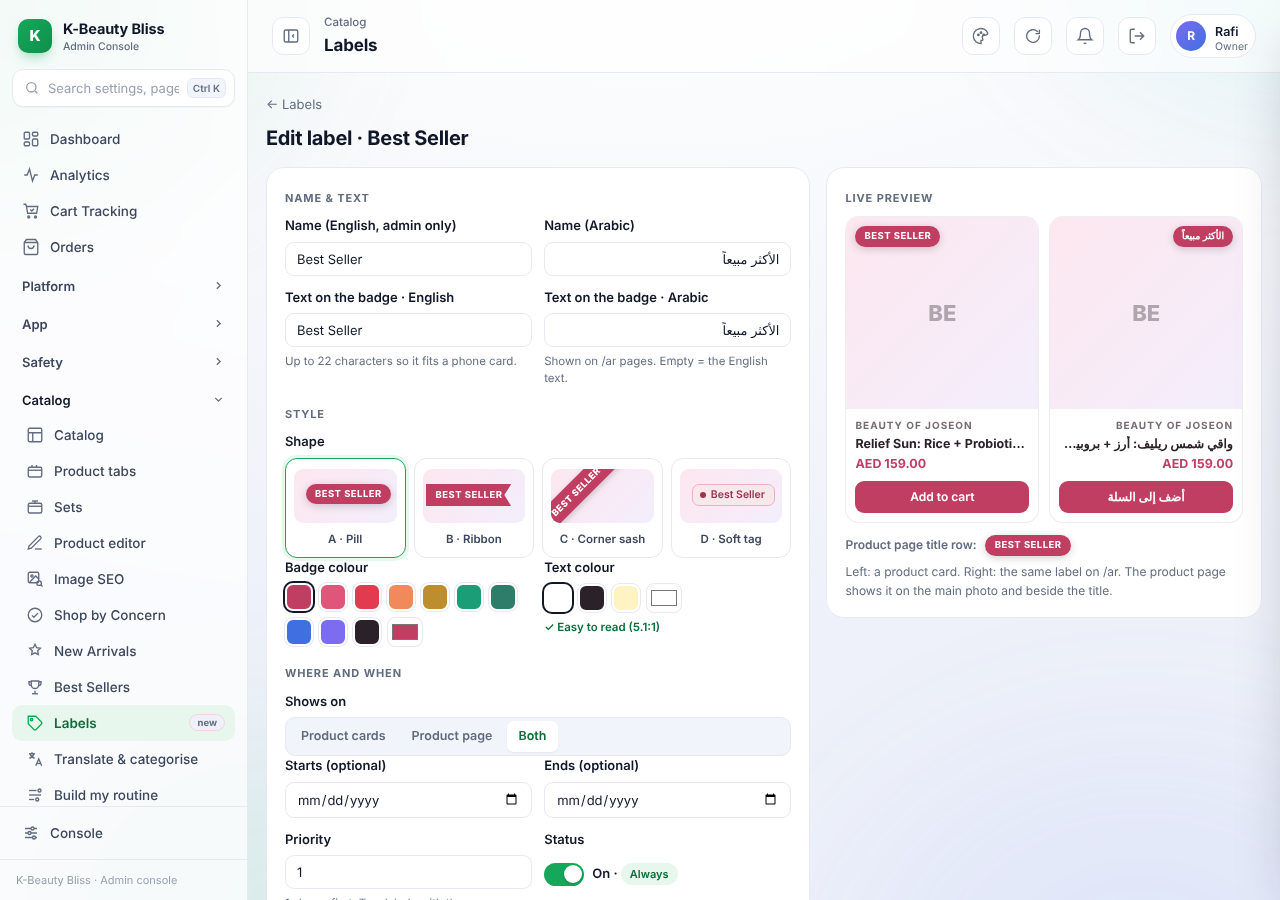 K
K-Beauty Bliss
Admin Console
Search settings, page
Ctrl K
Dashboard
Analytics
Cart Tracking
Orders
Platform
App
Safety
Catalog
Catalog
Product tabs
Sets
Product editor
Image SEO
Shop by Concern
New Arrivals
Best Sellers
Labels
new
Translate & categorise
Build my routine
Console
K-Beauty Bliss · Admin console
Catalog
Labels
R
Rafi
Owner
← Labels
Edit label · Best Seller
NAME & TEXT
Name (English, admin only)
Name (Arabic)
Best Seller
الأكثر مبيعاً
Text on the badge · English
Text on the badge · Arabic
Best Seller
الأكثر مبيعاً
Up to 22 characters so it fits a phone card.
Shown on /ar pages. Empty = the English
text.
STYLE
Shape
BEST SELLER
BEST SELLER
BEST SELLER
Best Seller
A · Pill
B · Ribbon
C · Corner sash
D · Soft tag
Badge colour
Text colour
✓ Easy to read (5.1:1)
WHERE AND WHEN
Shows on
Product cards
Product page
Both
Starts (optional)
Ends (optional)
mm/dd/yyyy
mm/dd/yyyy
Priority
Status
1
On ·
Always
LIVE PREVIEW
BEST SELLER
الأكثر مبيعاً
BE
BE
BEAUTY OF JOSEON
BEAUTY OF JOSEON
Relief Sun: Rice + Probioti...
واقي شمس ريليف: أرز + بروبي...
AED 159.00
AED 159.00
Add to cart
أضف إلى السلة
Product page title row:
BEST SELLER
Left: a product card. Right: the same label on /ar. The product page
shows it on the main photo and beside the title.